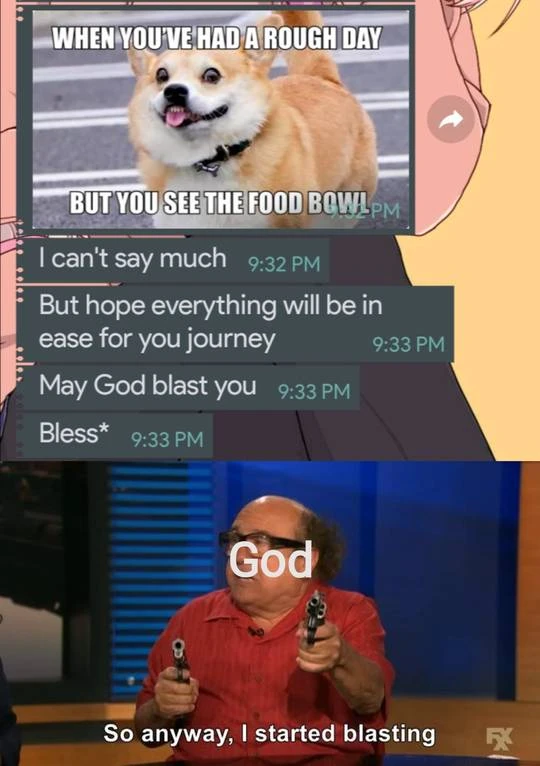 WHEN YOU'VE HAD A ROUGH DAY
BUT YOU SEE THE FOOD BOWL
9:32 PM
I can't say much 9:32 PM
But hope everything will be in
ease for you journey 9:33 PM
May God blast you 9:33 PM
Bless* 9:33 PM
God
So anyway, I started blasting
FXX